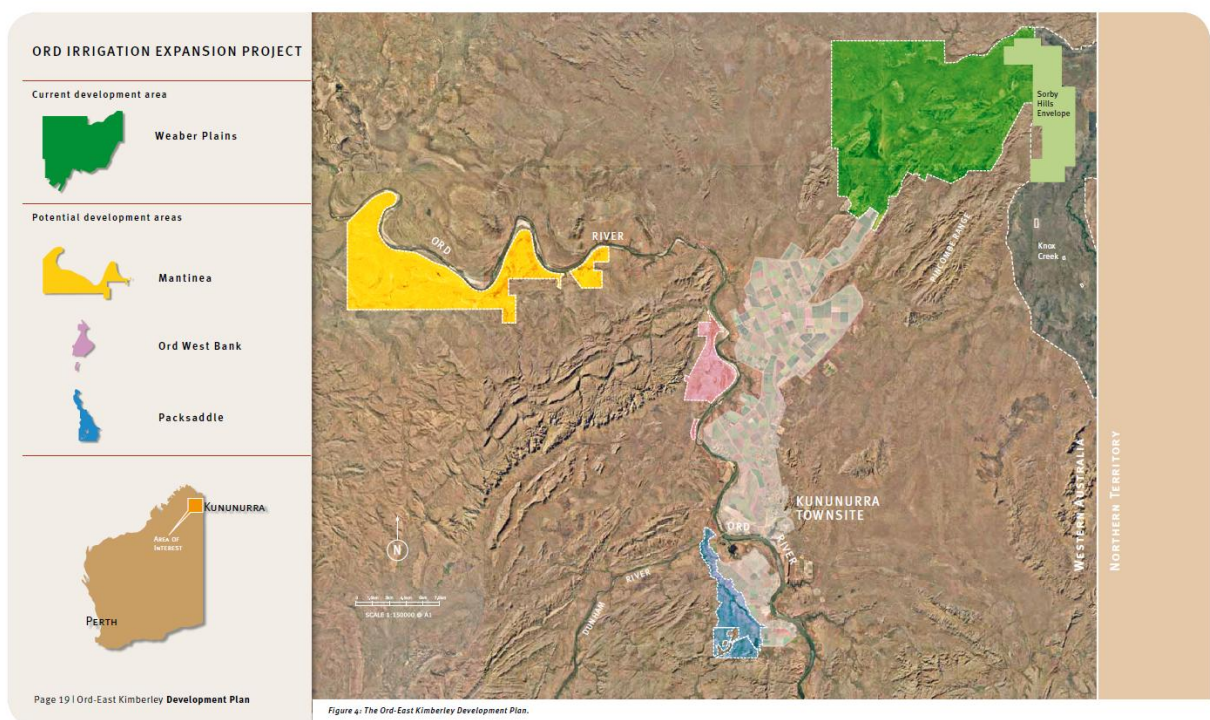 ORD IRRIGATION EXPANSION PROJECT
Current development area
Weaber Plains
Potential development areas
Mantinea
Ord West Bank
Packsaddle
KUNUNURRA
AREA OF
INTEREST
PERTH
Page 19 | Ord-East Kimberley Development Plan
Sorby
Hills
Envelope
ORD
RIVER
PINCOMBE RANGE
Knox
Creek
KUNUNURRA
TOWNSITE
ORD
RIVER
RIVER
DUNHAM
N
SCALE 1: 150000 @ A1
WESTERN AUSTRALIA
NORTHERN TERRITORY
Figure 4: The Ord-East Kimberley Development Plan.